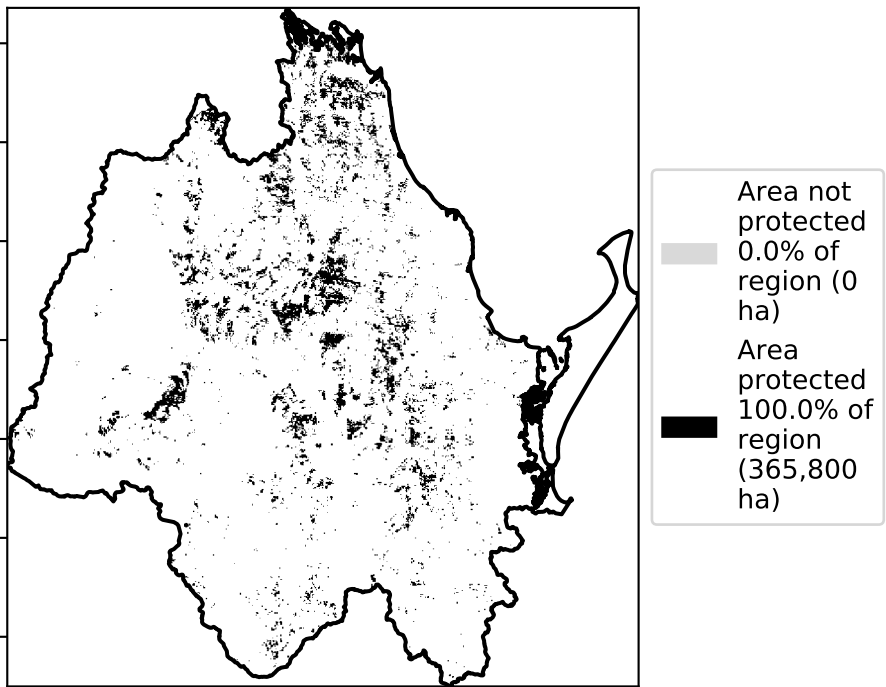 Area not
protected
0.0% of
region (0
ha)
Area
protected
100.0% of
region
(365,800
ha)